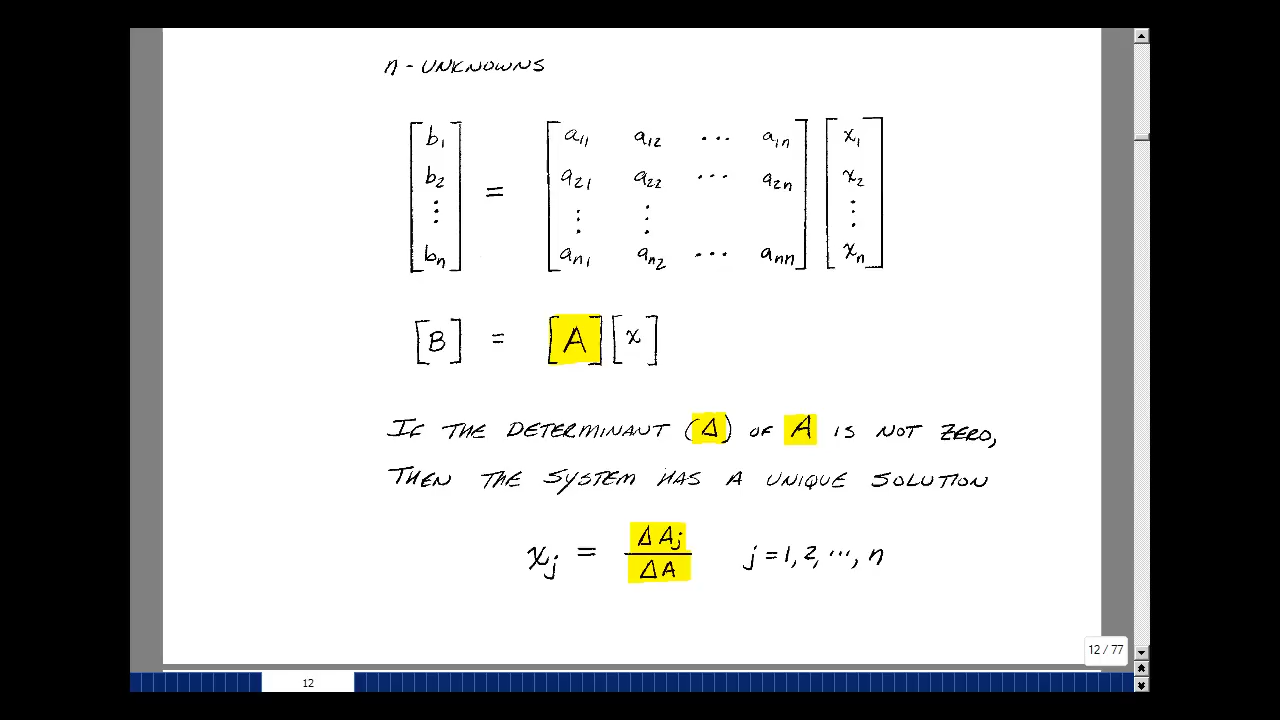 n - UNKNOWNS
[b₁ b₂ ⋮ bₙ] = [a₁₁ a₁₂ ⋯ a₁ₙ; a₂₁ a₂₂ ⋯ a₂ₙ; ⋮ ⋮; aₙ₁ aₙ₂ ⋯ aₙₙ] [x₁ x₂ ⋮ xₙ]
[B] = [A][x]
IF THE DETERMINANT (Δ) OF A IS NOT ZERO,
THEN THE SYSTEM HAS A UNIQUE SOLUTION
xⱼ = ΔAⱼ / ΔA j = 1, 2, ⋯, n
12 / 77
12